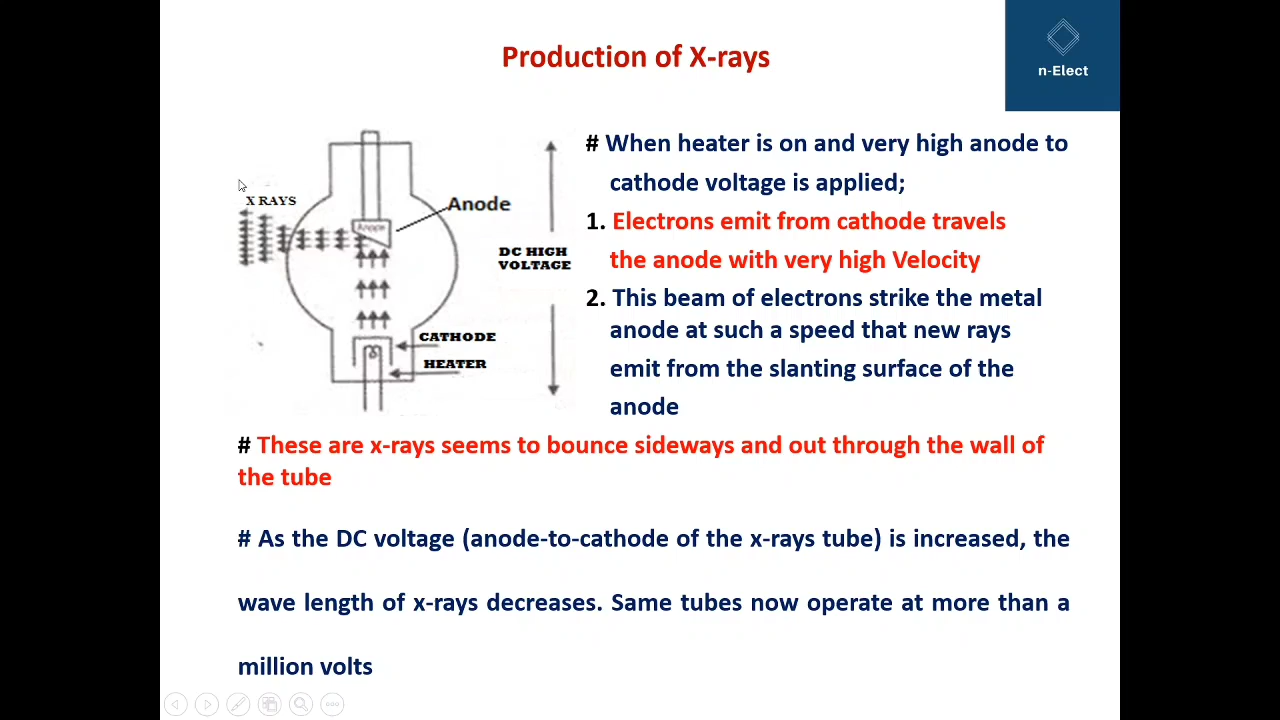 Production of X-rays
n-Elect
# When heater is on and very high anode to
cathode voltage is applied;
1. Electrons emit from cathode travels
the anode with very high Velocity
2. This beam of electrons strike the metal
anode at such a speed that new rays
emit from the slanting surface of the
anode
X RAYS
Anode
Anode
DC HIGH
VOLTAGE
CATHODE
HEATER
# These are x-rays seems to bounce sideways and out through the wall of
the tube
# As the DC voltage (anode-to-cathode of the x-rays tube) is increased, the
wave length of x-rays decreases. Same tubes now operate at more than a
million volts